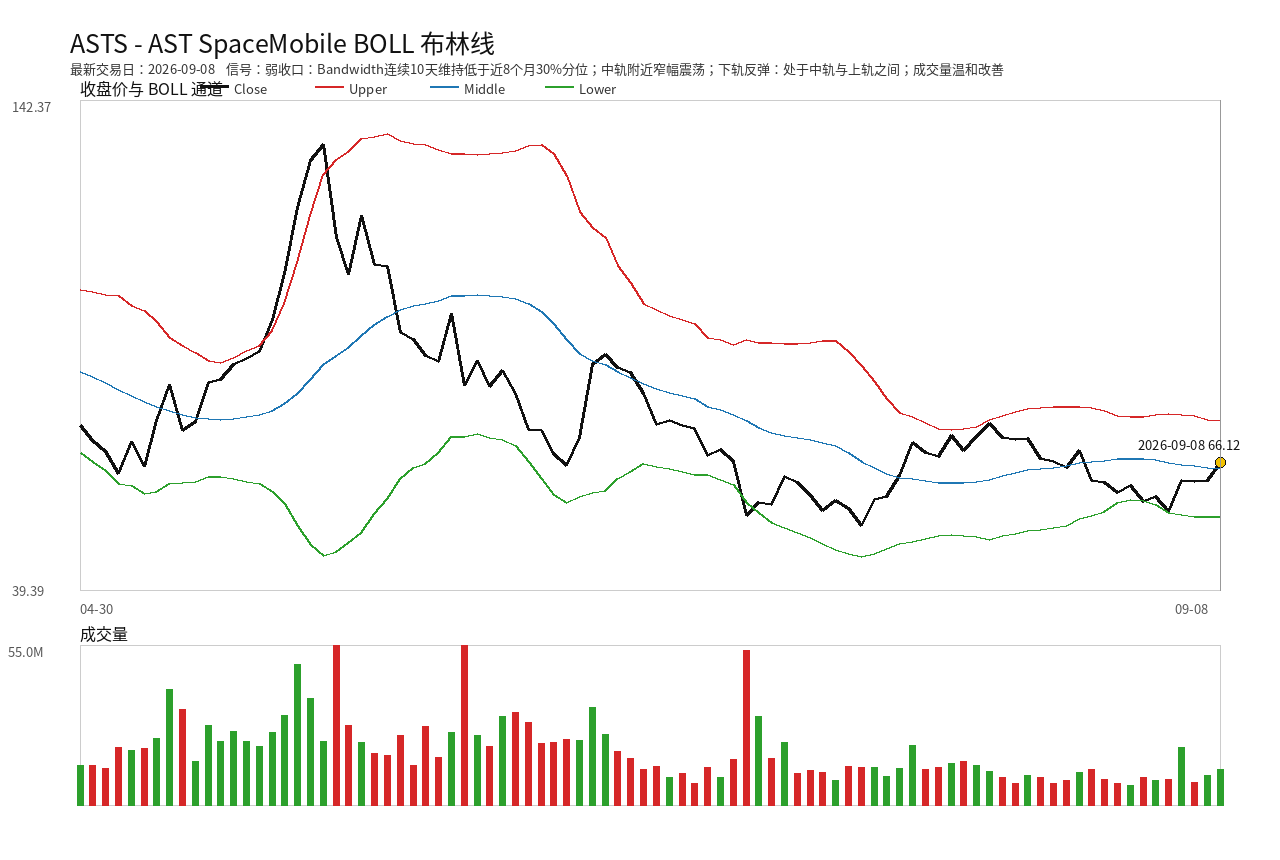 ASTS - AST SpaceMobile BOLL 布林线
最新交易日：2026-09-08 信号：弱收口：Bandwidth连续10天维持低于近8个月30%分位；中轨附近窄幅震荡；下轨反弹：处于中轨与上轨之间；成交量温和改善
收盘价与 BOLL 通道 Close Upper Middle Lower
142.37
2026-09-08 66.12
39.39
04-30 09-08
成交量
55.0M